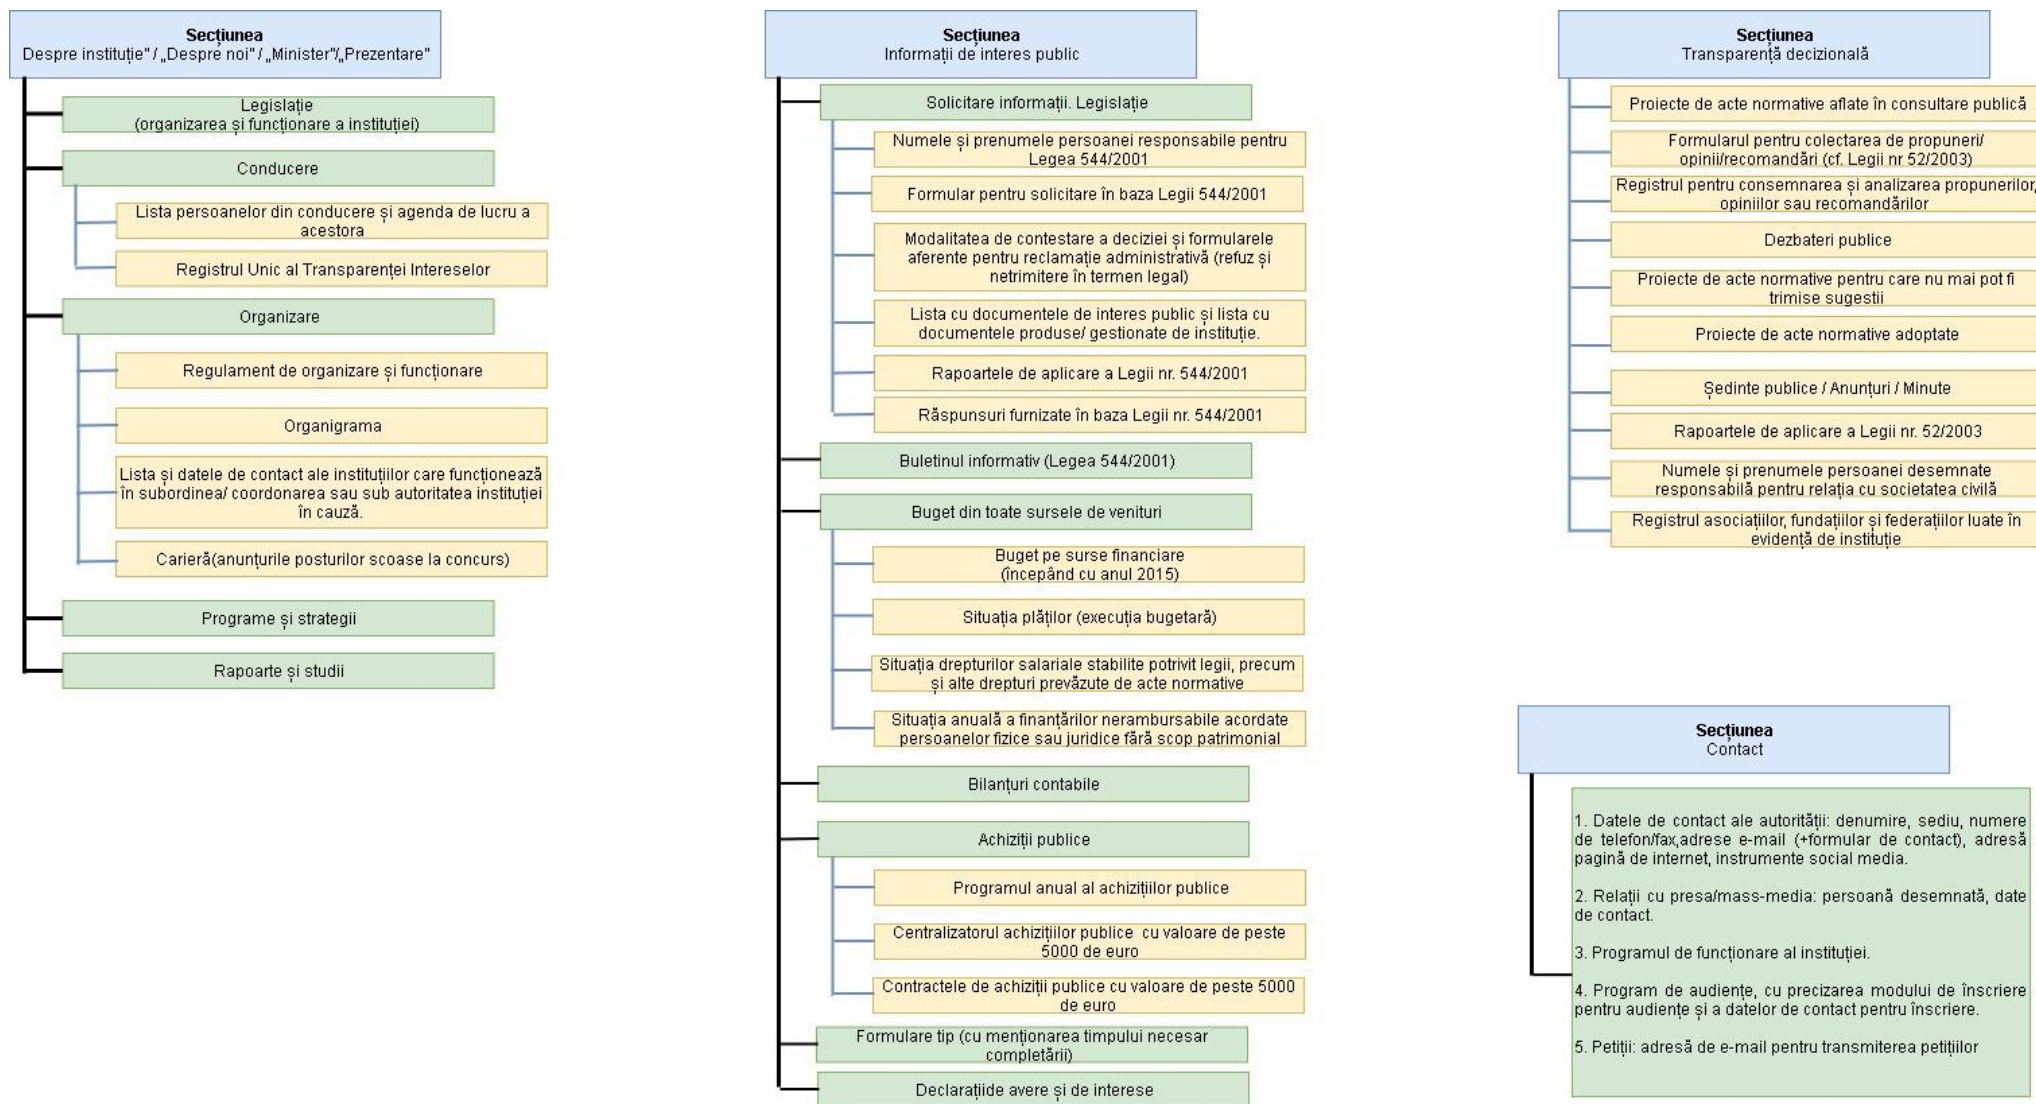 Secțiunea
Despre instituție" / „Despre noi" / „Minister"/„Prezentare"
Legislație
(organizarea și funcționare a instituției)
Conducere
Lista persoanelor din conducere și agenda de lucru a
acestora
Registrul Unic al Transparenței Intereselor
Organizare
Regulament de organizare și funcționare
Organigrama
Lista și datele de contact ale instituțiilor care funcționează
în subordinea/ coordonarea sau sub autoritatea instituției
în cauză.
Carieră(anunțurile posturilor scoase la concurs)
Programe și strategii
Rapoarte și studii
Secțiunea
Informații de interes public
Solicitare informații. Legislație
Numele și prenumele persoanei responsabile pentru
Legea 544/2001
Formular pentru solicitare în baza Legii 544/2001
Modalitatea de contestare a deciziei și formularele
aferente pentru reclamație administrativă (refuz și
netrimitere în termen legal)
Lista cu documentele de interes public și lista cu
documentele produse/ gestionate de instituție.
Rapoartele de aplicare a Legii nr. 544/2001
Răspunsuri furnizate în baza Legii nr. 544/2001
Buletinul informativ (Legea 544/2001)
Buget din toate sursele de venituri
Buget pe surse financiare
(începând cu anul 2015)
Situația plăților (execuția bugetară)
Situația drepturilor salariale stabilite potrivit legii, precum
și alte drepturi prevăzute de acte normative
Situația anuală a finanțărilor nerambursabile acordate
persoanelor fizice sau juridice fără scop patrimonial
Bilanțuri contabile
Achiziții publice
Programul anual al achizițiilor publice
Centralizatorul achizițiilor publice cu valoare de peste
5000 de euro
Contractele de achiziții publice cu valoare de peste 5000
de euro
Formulare tip (cu menționarea timpului necesar
completării)
Declarațiide avere și de interese
Secțiunea
Transparență decizională
Proiecte de acte normative aflate în consultare publică
Formularul pentru colectarea de propuneri/
opinii/recomandări (cf. Legii nr 52/2003)
Registrul pentru consemnarea și analizarea propunerilor,
opiniilor sau recomandărilor
Dezbateri publice
Proiecte de acte normative pentru care nu mai pot fi
trimise sugestii
Proiecte de acte normative adoptate
Ședinte publice / Anunțuri / Minute
Rapoartele de aplicare a Legii nr. 52/2003
Numele și prenumele persoanei desemnate
responsabilă pentru relația cu societatea civilă
Registrul asociațiilor, fundațiilor și federațiilor luate în
evidență de instituție
Secțiunea
Contact
1. Datele de contact ale autorității: denumire, sediu, numere
de telefon/fax,adrese e-mail (+formular de contact), adresă
pagină de internet, instrumente social media.
2. Relații cu presa/mass-media: persoană desemnată, date
de contact.
3. Programul de funcționare al instituției.
4. Program de audiențe, cu precizarea modului de înscriere
pentru audiențe și a datelor de contact pentru înscriere.
5. Petiții: adresă de e-mail pentru transmiterea petițiilor